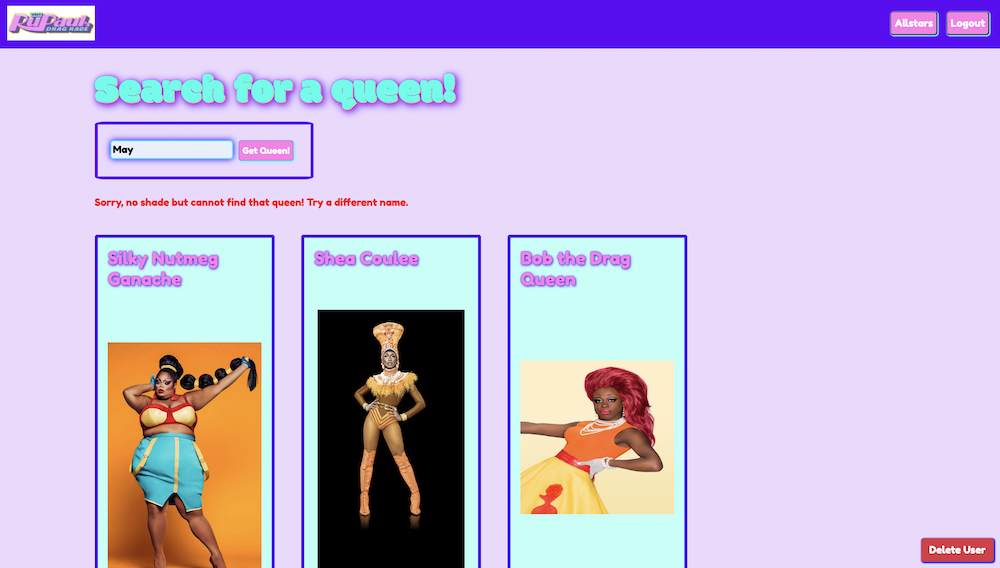 RuPaul's
DRAG RACE
Allstars
Logout
Search for a queen!
May
Get Queen!
Sorry, no shade but cannot find that queen! Try a different name.
Silky Nutmeg
Ganache
Shea Coulee
Bob the Drag
Queen
Delete User